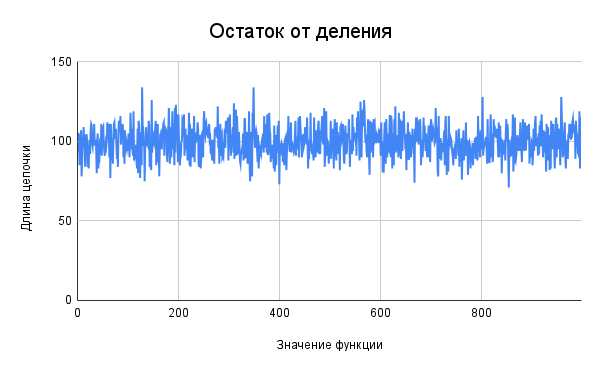 Остаток от деления
150
100
50
0
0 200 400 600 800
Длина цепочки
Значение функции